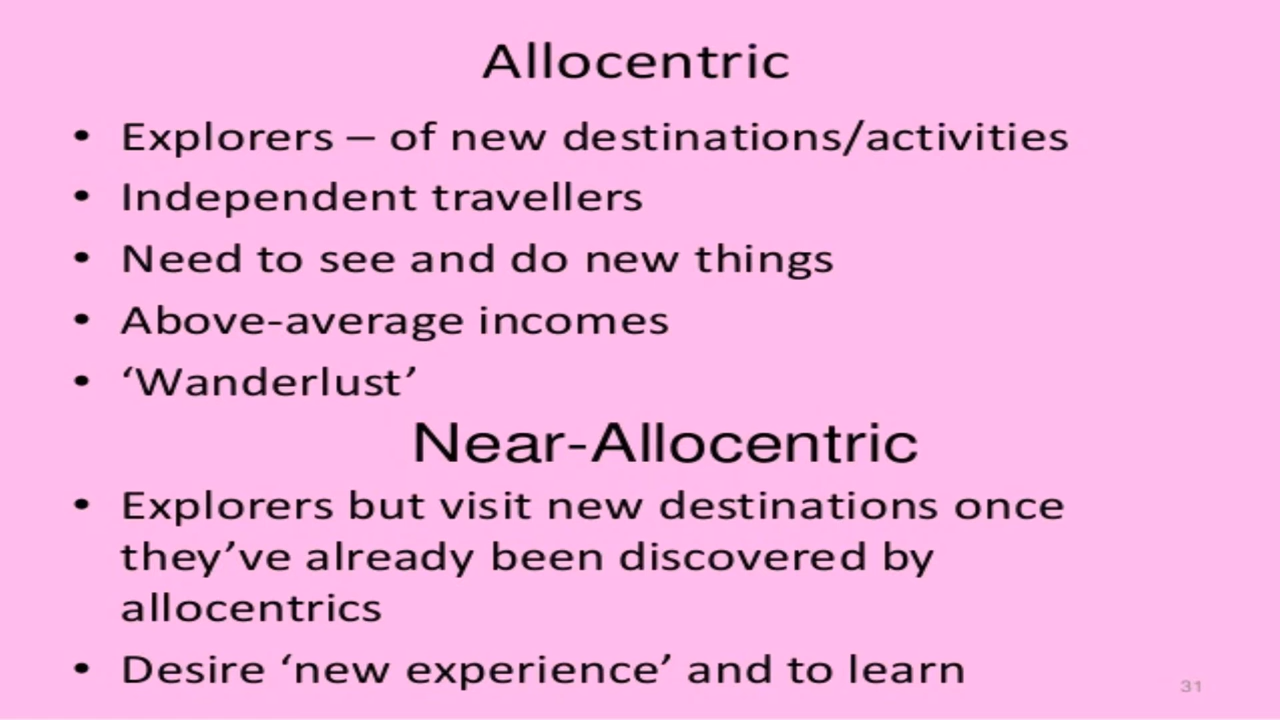 Allocentric
• Explorers – of new destinations/activities
• Independent travellers
• Need to see and do new things
• Above-average incomes
• ‘Wanderlust’
Near-Allocentric
• Explorers but visit new destinations once
they’ve already been discovered by
allocentrics
• Desire ‘new experience’ and to learn
31